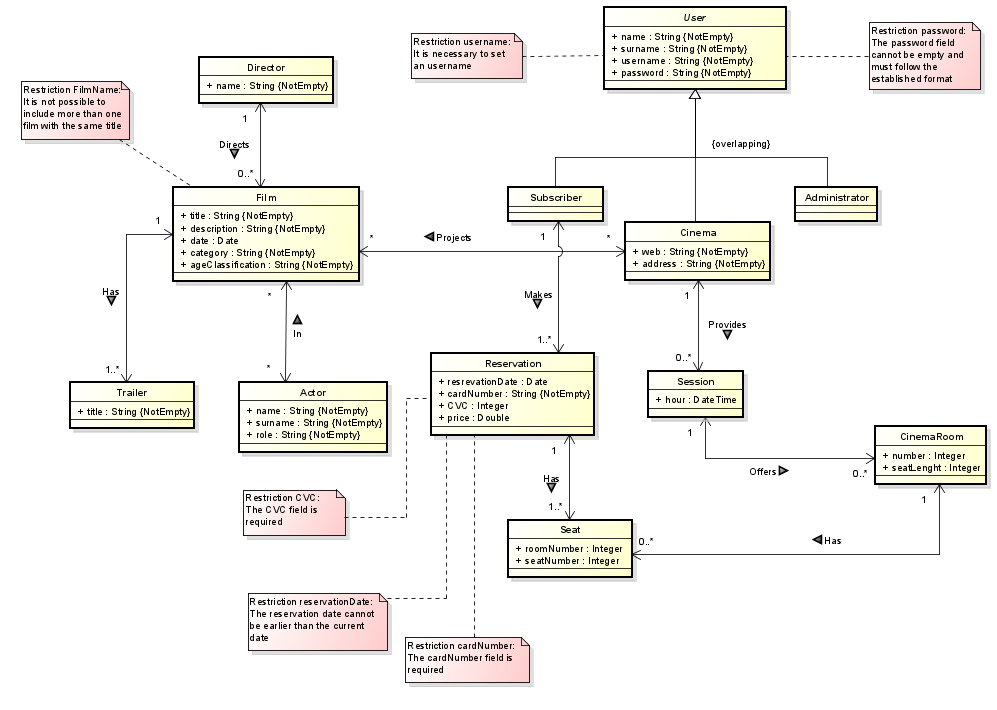 User
+ name : String {NotEmpty}
+ surname : String {NotEmpty}
+ username : String {NotEmpty}
+ password : String {NotEmpty}
Restriction username:
It is necessary to set
an username
Restriction password:
The password field
cannot be empty and
must follow the
established format
Director
+ name : String {NotEmpty}
Restriction FilmName:
It is not possible to
include more than one
film with the same title
1
Directs
0..*
{overlapping}
Film
+ title : String {NotEmpty}
+ description : String {NotEmpty}
+ date : Date
+ category : String {NotEmpty}
+ ageClassification : String {NotEmpty}
Subscriber
Administrator
Cinema
+ web : String {NotEmpty}
+ address : String {NotEmpty}
*
Projects
*
1
Has
1..*
Trailer
+ title : String {NotEmpty}
*
In
*
Actor
+ name : String {NotEmpty}
+ surname : String {NotEmpty}
+ role : String {NotEmpty}
1
Makes
1..*
Reservation
+ resrevationDate : Date
+ cardNumber : String {NotEmpty}
+ CVC : Integer
+ price : Double
1
Provides
0..*
Session
+ hour : DateTime
1
Offers
0..*
CinemaRoom
+ number : Integer
+ seatLenght : Integer
1
Has
1..*
Seat
+ roomNumber : Integer
+ seatNumber : Integer
0..*
Has
1
Restriction CVC:
The CVC field is
required
Restriction reservationDate:
The reservation date cannot
be earlier than the current
date
Restriction cardNumber:
The cardNumber field is
required